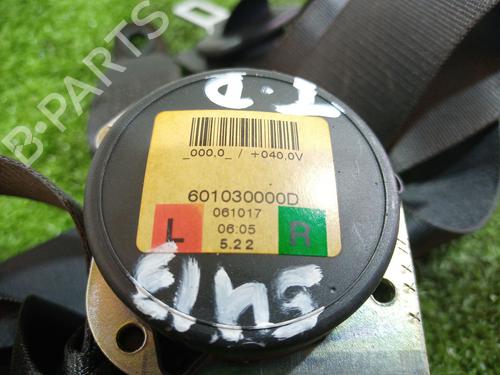 B-PARTS
T.D
_000,0_ / +040,0V
601030000D
061017
L
06:05
R
5.22